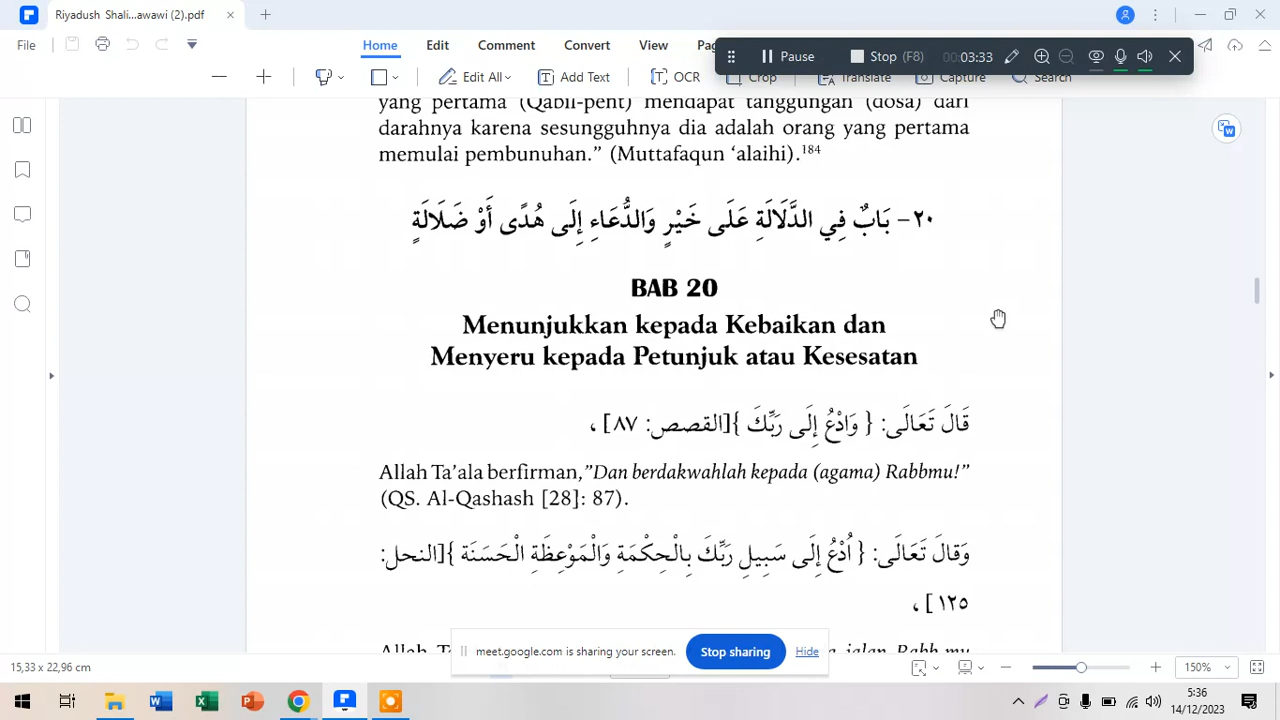 Riyadush Shali...awawi (2).pdf
File
Home
Edit
Comment
Convert
View
Pause
Stop (F8)
00:03:33
Edit All
Add Text
OCR
Crop
Translate
Capture
Search
yang pertama (Qabil-pent) mendapat tanggungan (dosa) dari
darahnya karena sesungguhnya dia adalah orang yang pertama
memulai pembunuhan.” (Muttafaqun ‘alaihi).184
٢٠- بَابٌ فِي الدَّلَالَةِ عَلَى خَيْرٍ وَالدُّعَاءِ إِلَى هُدًى أَوْ ضَلَالَةٍ
BAB 20
Menunjukkan kepada Kebaikan dan
Menyeru kepada Petunjuk atau Kesesatan
قَالَ تَعَالَى: { وَادْعُ إِلَى رَبِّكَ }[القصص: ٨٧] ،
Allah Ta’ala berfirman,”Dan berdakwahlah kepada (agama) Rabbmu!”
(QS. Al-Qashash [28]: 87).
وَقالَ تَعَالَى: { اُدْعُ إِلَى سَبِيلِ رَبِّكَ بِالْحِكْمَةِ وَالْمَوْعِظَةِ الْحَسَنَة }[النحل:
١٢٥] ،
jalan Rabb-mu
meet.google.com is sharing your screen.
Stop sharing
Hide
15,33 x 22,96 cm
150%
5:36
14/12/2023